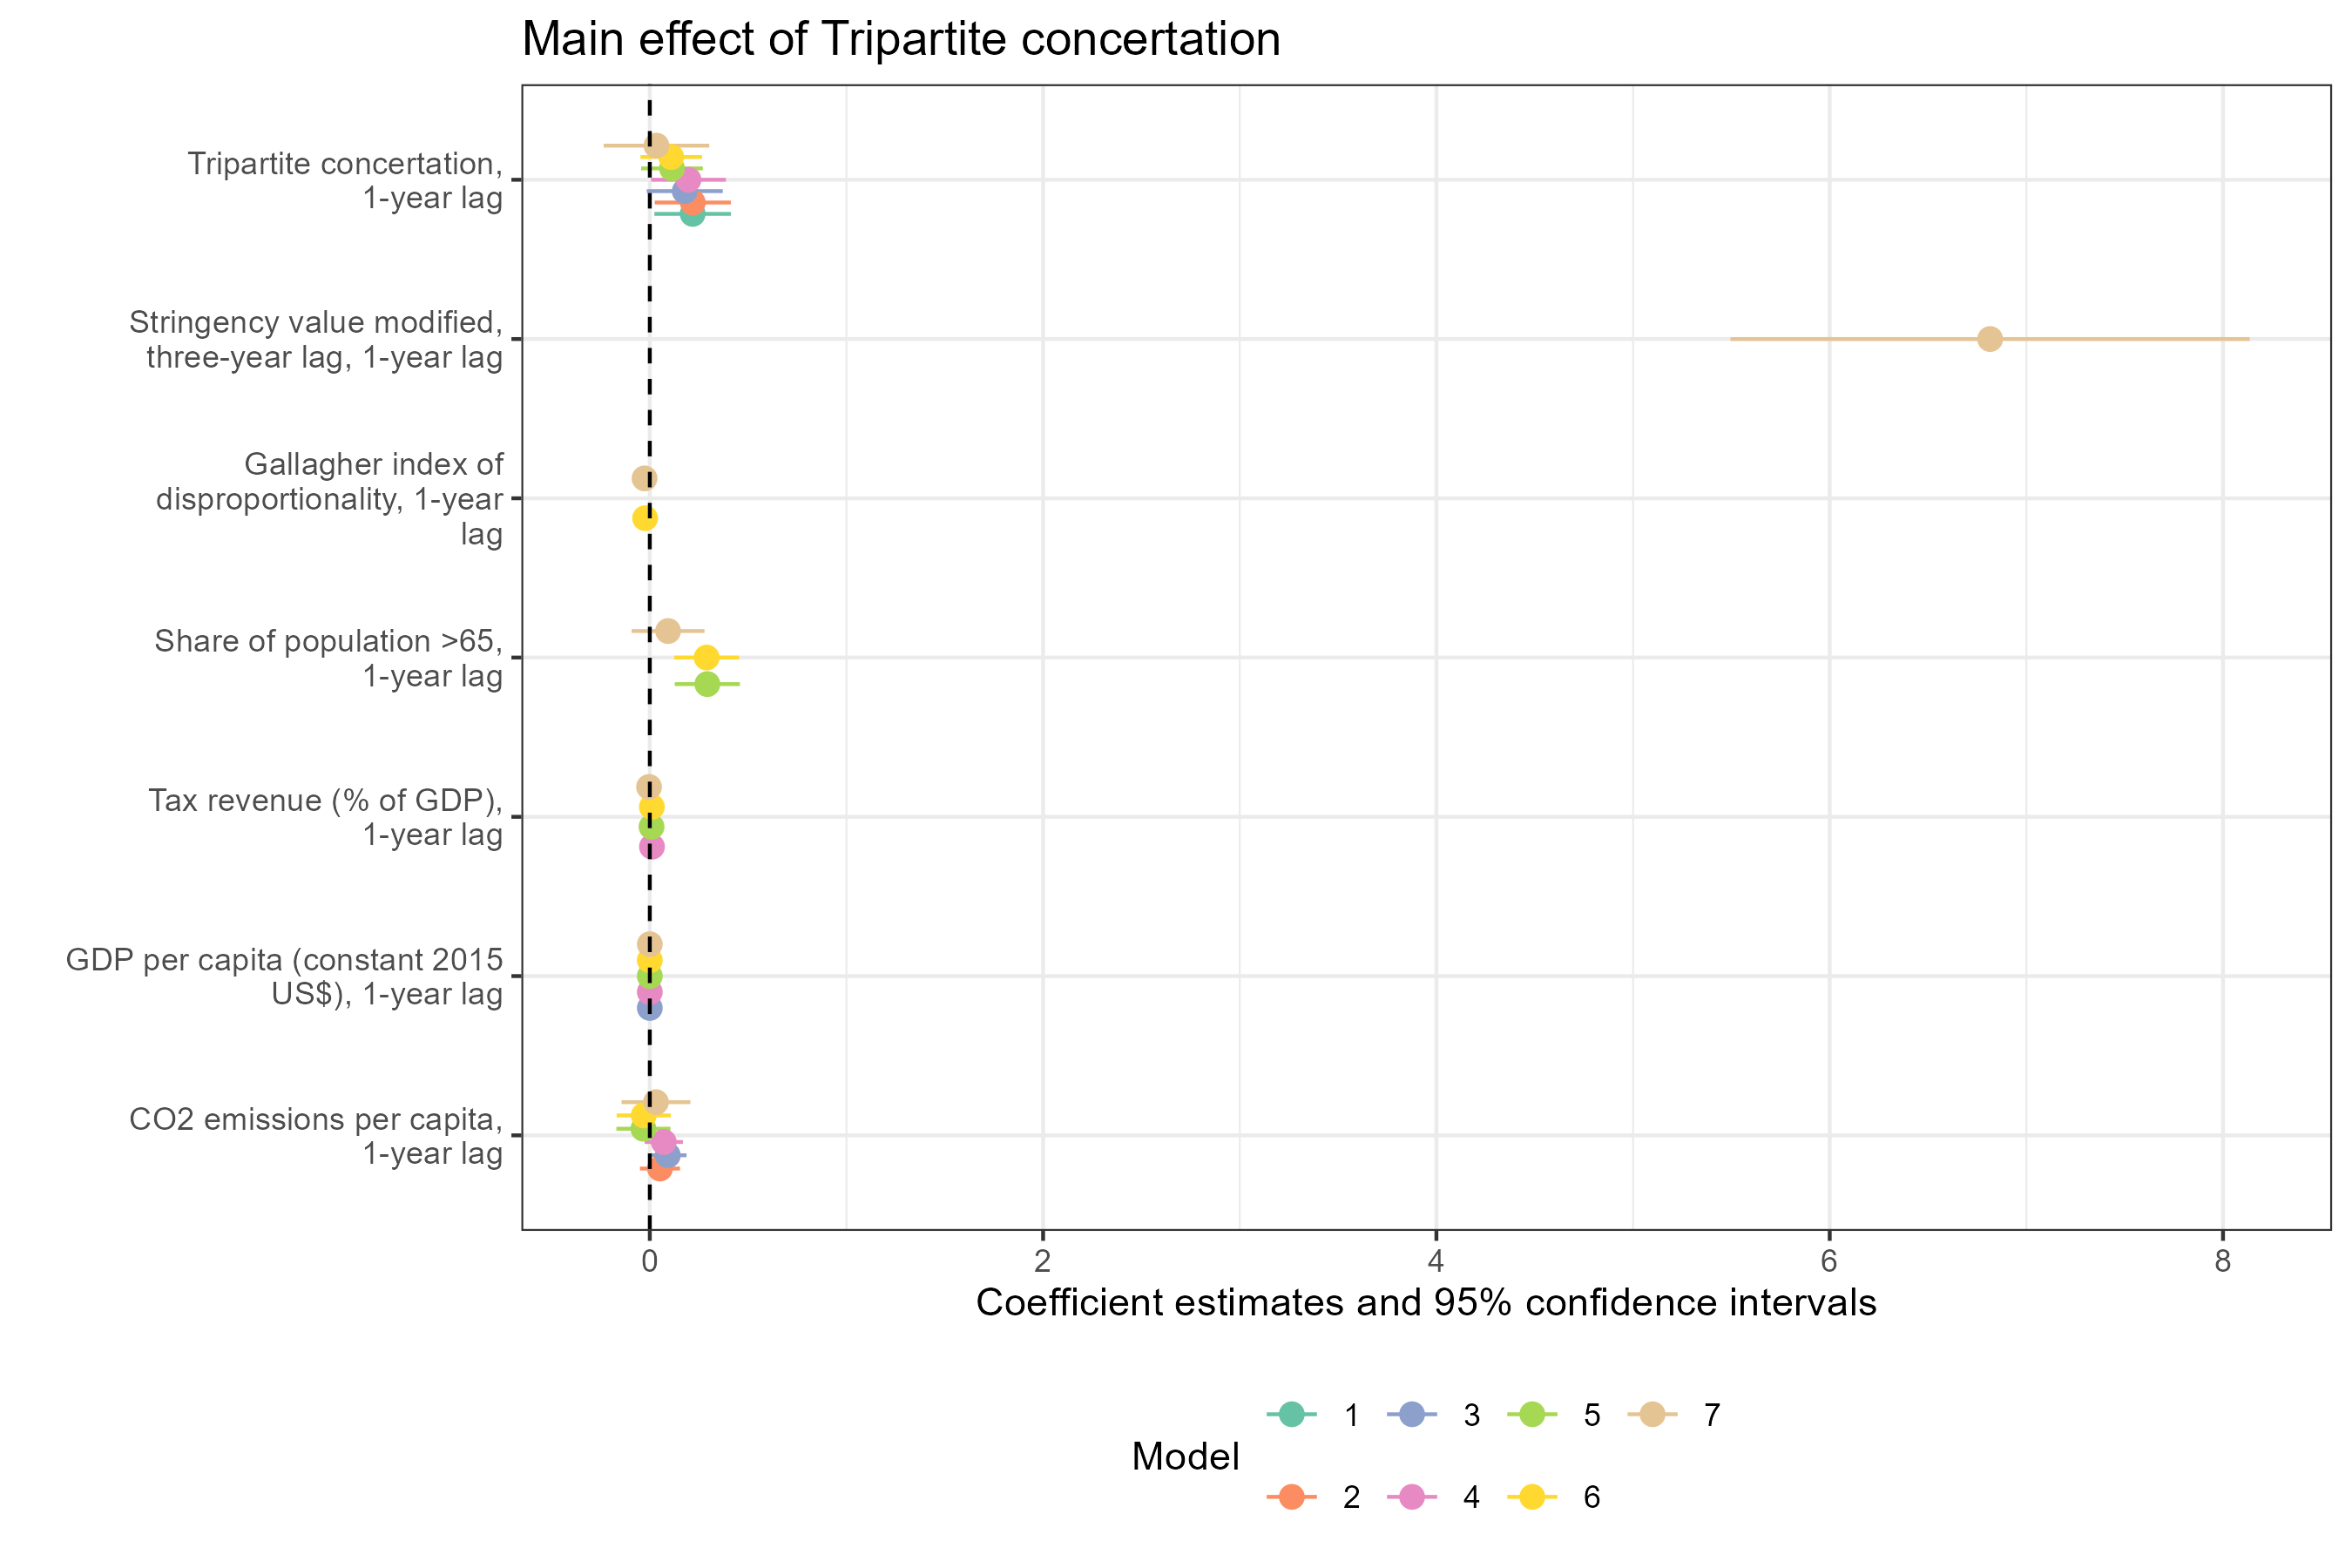 Main effect of Tripartite concertation
Tripartite concertation,
1-year lag
Stringency value modified,
three-year lag, 1-year lag
Gallagher index of
disproportionality, 1-year
lag
Share of population >65,
1-year lag
Tax revenue (% of GDP),
1-year lag
GDP per capita (constant 2015
US$), 1-year lag
CO2 emissions per capita,
1-year lag
0 2 4 6 8
Coefficient estimates and 95% confidence intervals
Model
1 3 5 7
2 4 6